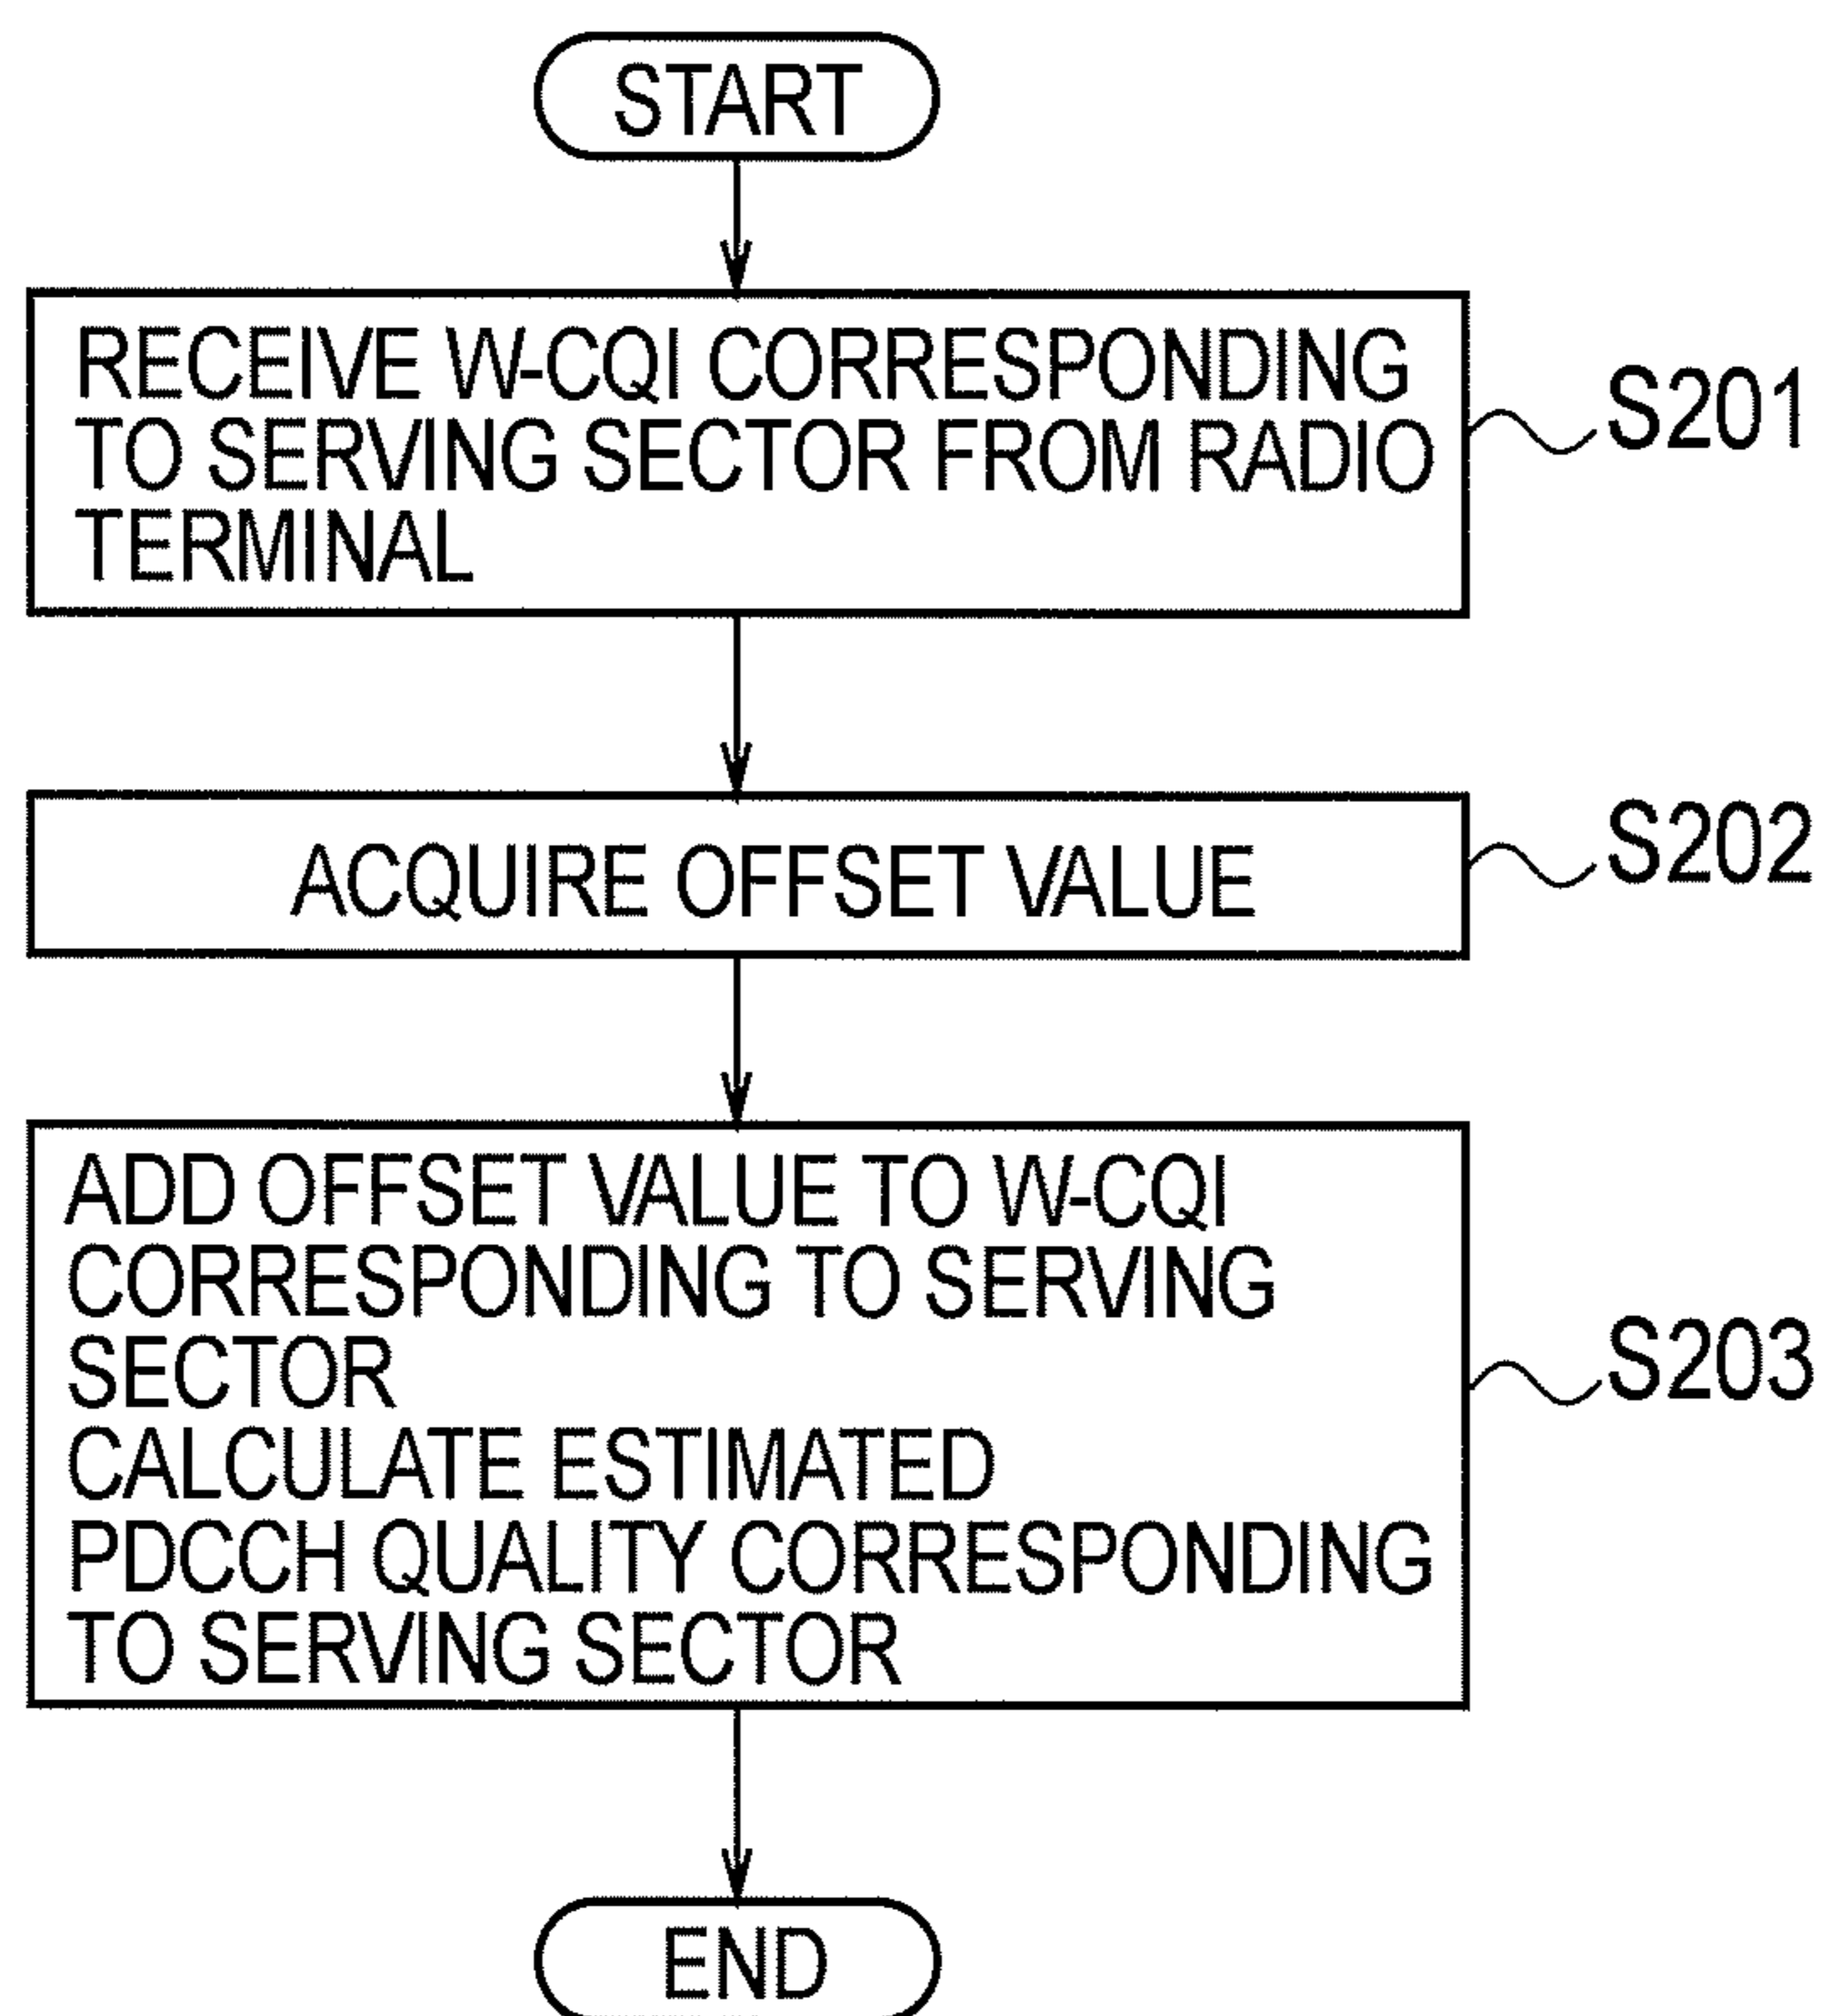 START
RECEIVE W-CQI CORRESPONDING
TO SERVING SECTOR FROM RADIO
TERMINAL
S201
ACQUIRE OFFSET VALUE
S202
ADD OFFSET VALUE TO W-CQI
CORRESPONDING TO SERVING
SECTOR
CALCULATE ESTIMATED
PDCCH QUALITY CORRESPONDING
TO SERVING SECTOR
S203
END